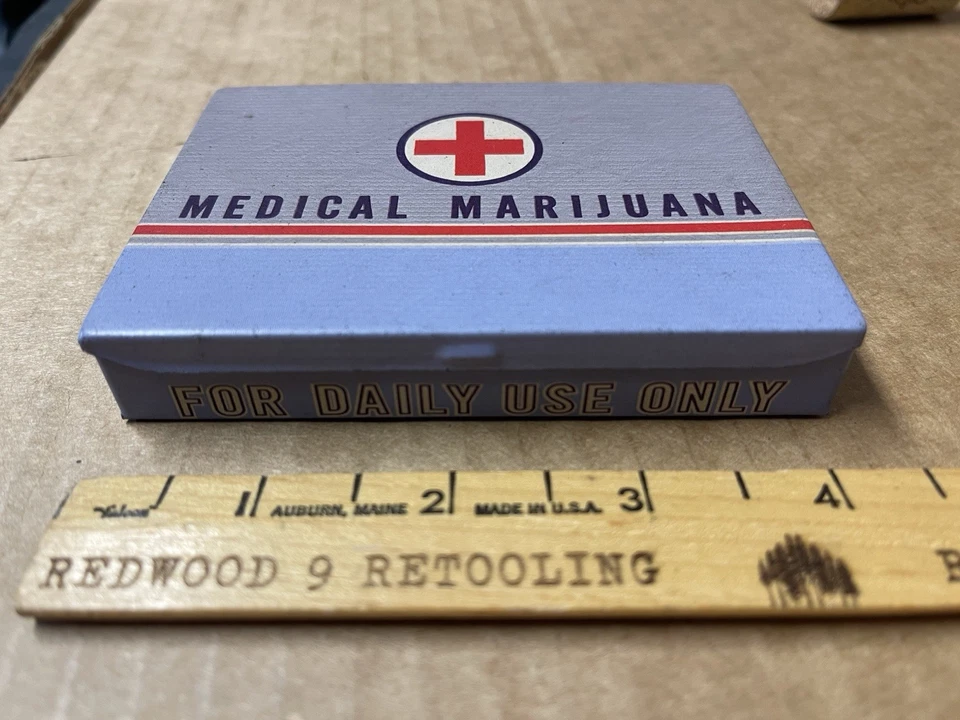 MEDICAL MARIJUANA
FOR DAILY USE ONLY
1 AUBURN, MAINE 2 MADE IN U.S.A. 3 4
REDWOOD 9 RETOOLING